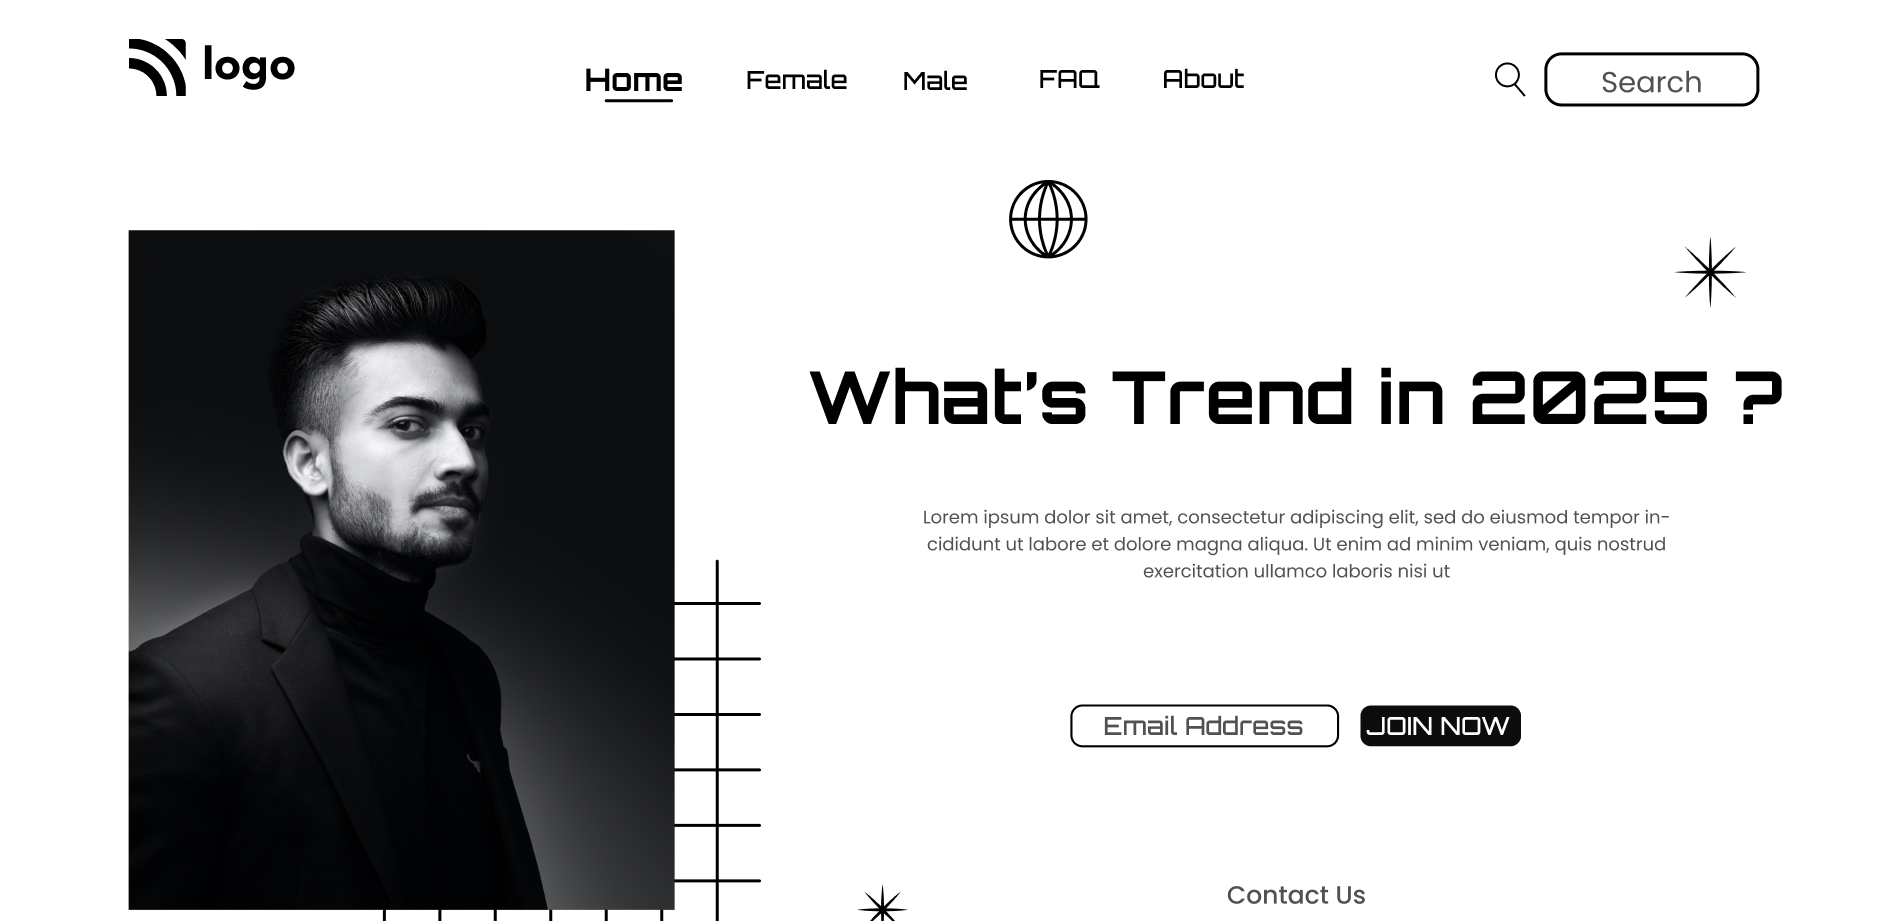 logo
Home
Female
Male
FAQ
About
Search
What's Trend in 2025 ?
Lorem ipsum dolor sit amet, consectetur adipiscing elit, sed do eiusmod tempor in-
cididunt ut labore et dolore magna aliqua. Ut enim ad minim veniam, quis nostrud
exercitation ullamco laboris nisi ut
Email Address
JOIN NOW
Contact Us